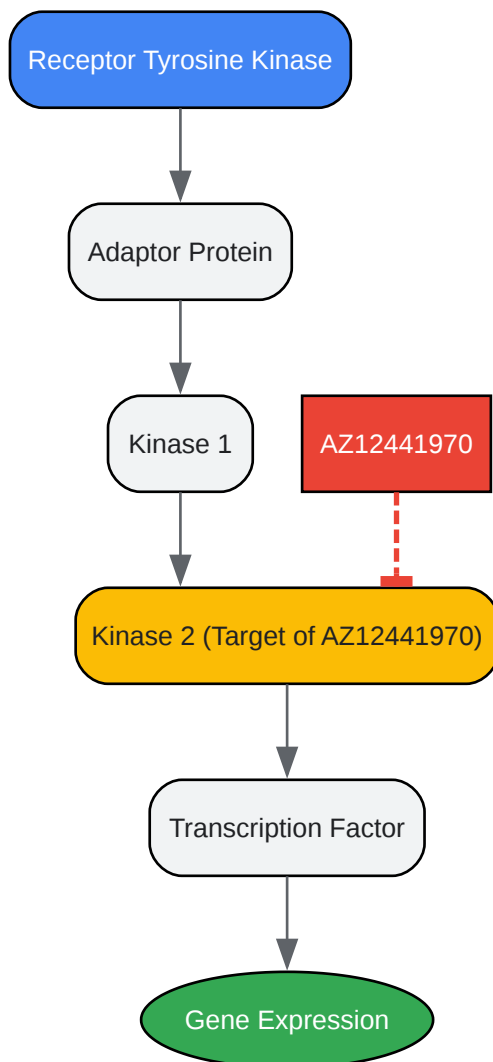 Receptor Tyrosine Kinase
Adaptor Protein
Kinase 1
AZ12441970
Kinase 2 (Target of AZ12441970)
Transcription Factor
Gene Expression